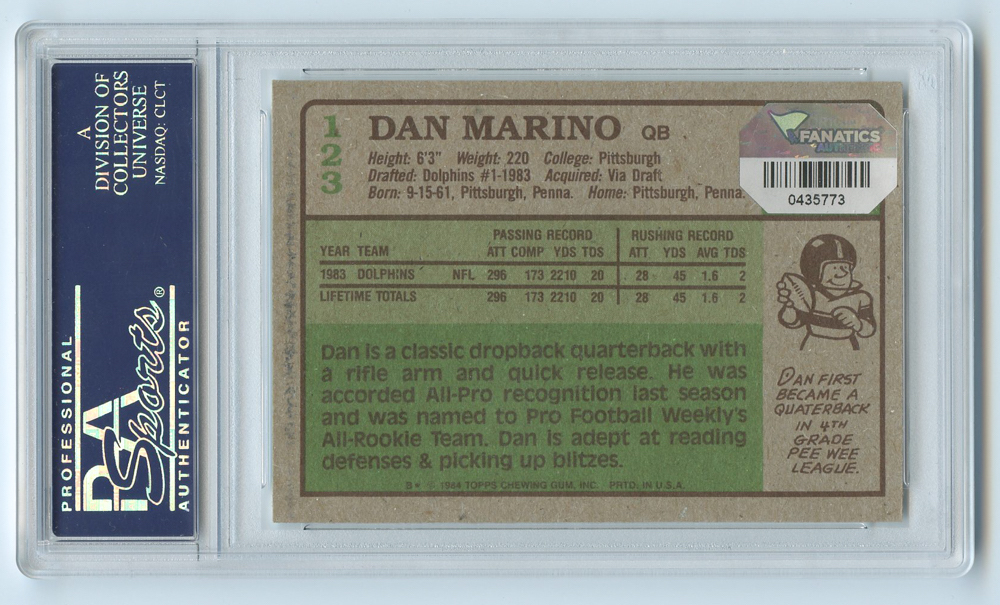 A
DIVISION OF
COLLECTORS
UNIVERSE
NASDAQ: CLCT
PROFESSIONAL
PSA
Sports®
AUTHENTICATOR
123
DAN MARINO QB
Height: 6'3" Weight: 220 College: Pittsburgh
Drafted: Dolphins #1-1983 Acquired: Via Draft
Born: 9-15-61, Pittsburgh, Penna. Home: Pittsburgh, Penna.
FANATICS
AUTHENTIC
0435773
PASSING RECORD RUSHING RECORD
YEAR TEAM ATT COMP YDS TDS ATT YDS AVG TDS
1983 DOLPHINS NFL 296 173 2210 20 28 45 1.6 2
LIFETIME TOTALS 296 173 2210 20 28 45 1.6 2
Dan is a classic dropback quarterback with
a rifle arm and quick release. He was
accorded All-Pro recognition last season
and was named to Pro Football Weekly's
All-Rookie Team. Dan is adept at reading
defenses & picking up blitzes.
DAN FIRST
BECAME A
QUATERBACK
IN 4TH
GRADE
PEE WEE
LEAGUE.
B* © 1984 TOPPS CHEWING GUM, INC. PRTD. IN U.S.A.